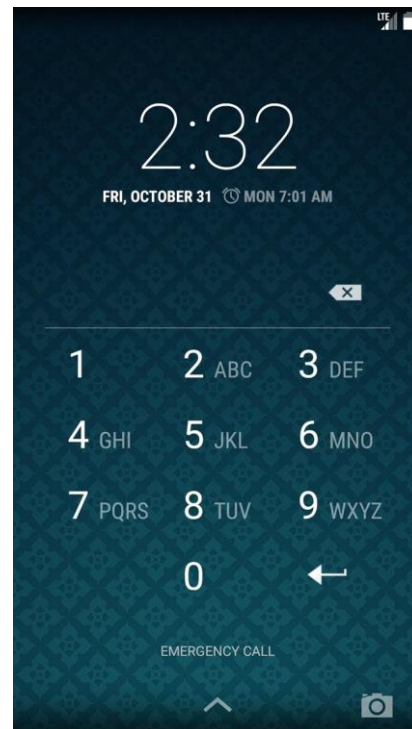 LTE
2:32
FRI, OCTOBER 31 MON 7:01 AM
1 2 ABC 3 DEF
4 GHI 5 JKL 6 MNO
7 PQRS 8 TUV 9 WXYZ
0
EMERGENCY CALL